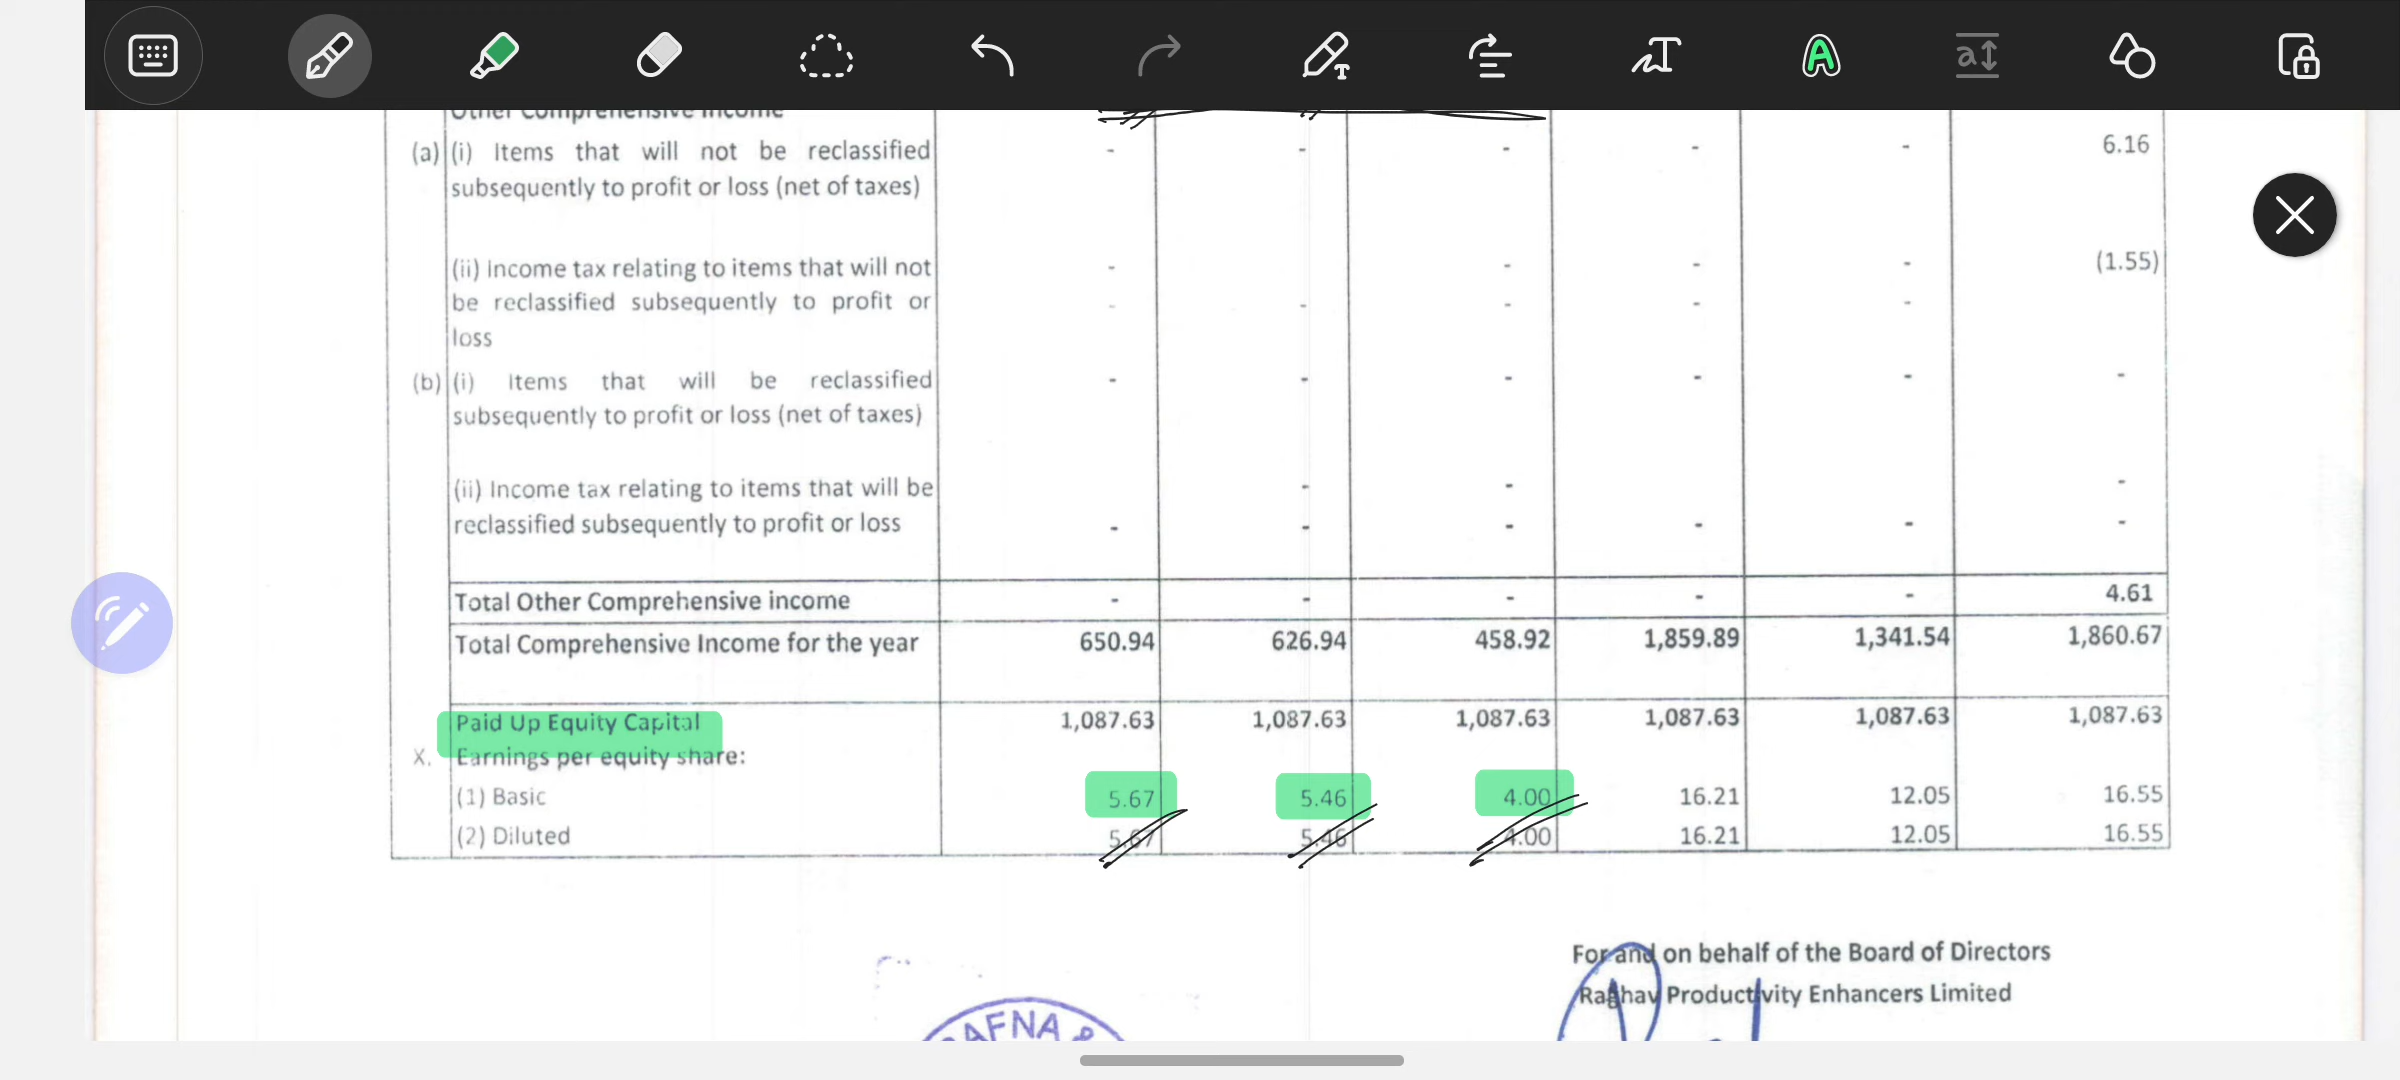 Other Comprehensive Income
(a) (i) Items that will not be reclassified - - - - - 6.16
subsequently to profit or loss (net of taxes)
(ii) Income tax relating to items that will not - - - - (1.55)
be reclassified subsequently to profit or - - - - -
loss
(b) (i) Items that will be reclassified - - - - - -
subsequently to profit or loss (net of taxes)
(ii) Income tax relating to items that will be - - -
reclassified subsequently to profit or loss - - - - - -
Total Other Comprehensive income - - - - - 4.61
Total Comprehensive Income for the year 650.94 626.94 458.92 1,859.89 1,341.54 1,860.67
Paid Up Equity Capital 1,087.63 1,087.63 1,087.63 1,087.63 1,087.63 1,087.63
X. Earnings per equity share:
(1) Basic 5.67 5.46 4.00 16.21 12.05 16.55
(2) Diluted 5.67 5.46 4.00 16.21 12.05 16.55
For and on behalf of the Board of Directors
Raghav Productivity Enhancers Limited
AFNA &